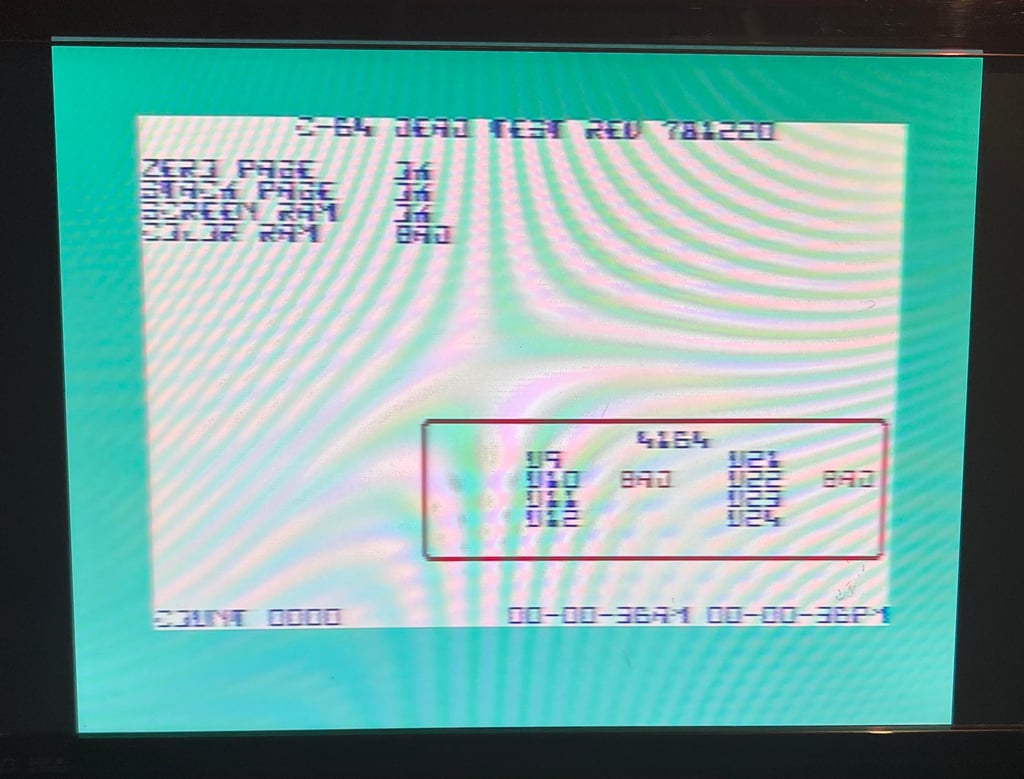 C-64 DEAD TEST REV 781220
ZERO PAGE OK
STACK PAGE OK
SCREEN RAM OK
COLOR RAM BAD
4164
U9 U21
U10 BAD U22 BAD
U11 U23
U12 U24
COUNT 0000 00-00-36AM 00-00-36PM